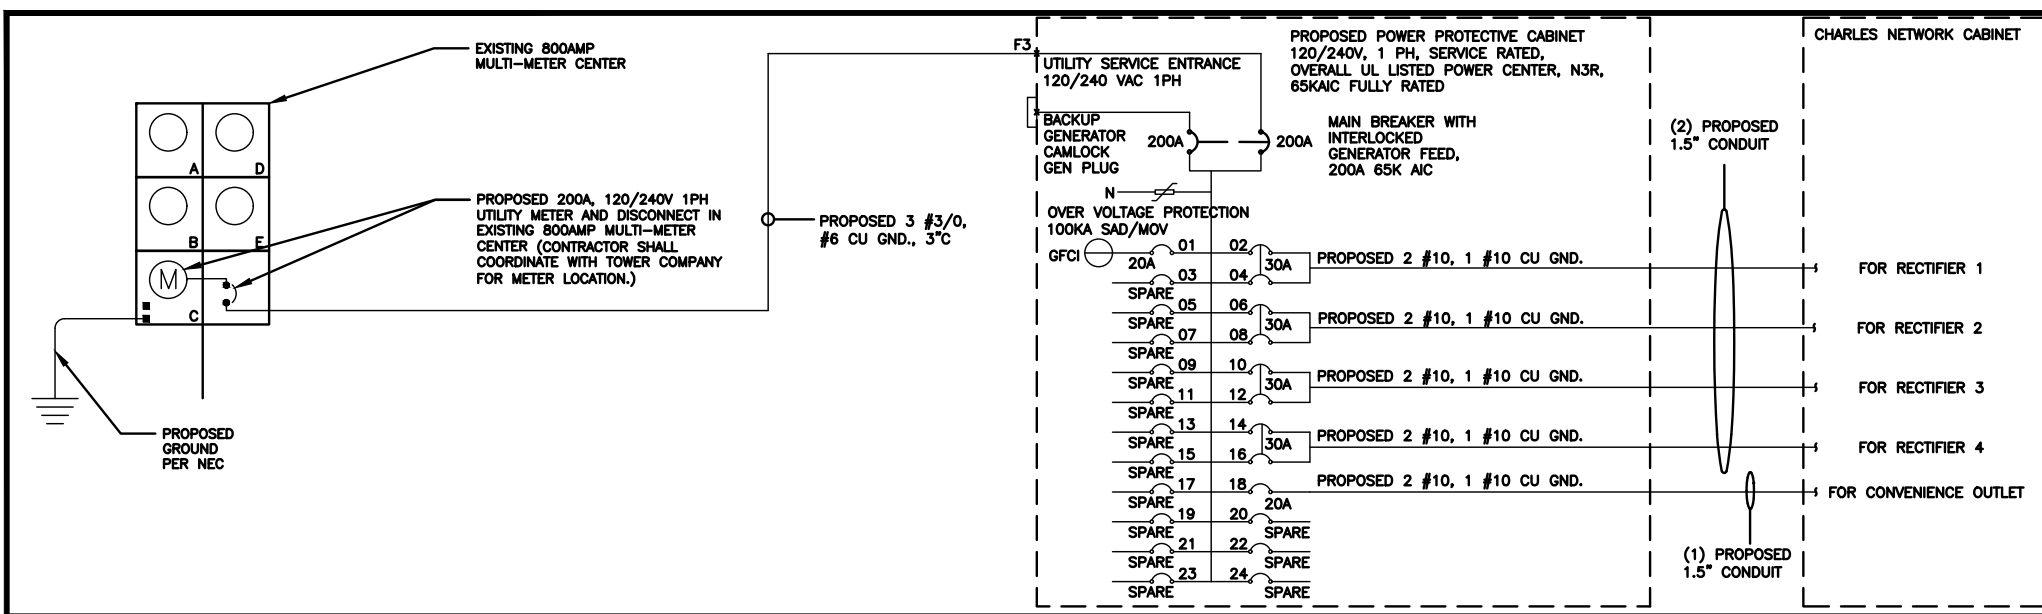 EXISTING 800AMP
MULTI-METER CENTER
A
D
B
E
M
C
PROPOSED 200A, 120/240V 1PH
UTILITY METER AND DISCONNECT IN
EXISTING 800AMP MULTI-METER
CENTER (CONTRACTOR SHALL
COORDINATE WITH TOWER COMPANY
FOR METER LOCATION.)
PROPOSED
GROUND
PER NEC
PROPOSED 3 #3/0,
#6 CU GND., 3"C
F3
UTILITY SERVICE ENTRANCE
120/240 VAC 1PH
BACKUP
GENERATOR
CAMLOCK
GEN PLUG
200A
200A
PROPOSED POWER PROTECTIVE CABINET
120/240V, 1 PH, SERVICE RATED,
OVERALL UL LISTED POWER CENTER, N3R,
65KAIC FULLY RATED
MAIN BREAKER WITH
INTERLOCKED
GENERATOR FEED,
200A 65K AIC
N
OVER VOLTAGE PROTECTION
100KA SAD/MOV
GFCI
20A
01 02
30A
PROPOSED 2 #10, 1 #10 CU GND.
FOR RECTIFIER 1
03 04
SPARE
05 06
SPARE
30A
PROPOSED 2 #10, 1 #10 CU GND.
FOR RECTIFIER 2
07 08
SPARE
09 10
SPARE
30A
PROPOSED 2 #10, 1 #10 CU GND.
FOR RECTIFIER 3
11 12
SPARE
13 14
SPARE
30A
PROPOSED 2 #10, 1 #10 CU GND.
FOR RECTIFIER 4
15 16
SPARE
17 18
SPARE
20A
PROPOSED 2 #10, 1 #10 CU GND.
FOR CONVENIENCE OUTLET
19 20
SPARE SPARE
21 22
SPARE SPARE
23 24
SPARE SPARE
(2) PROPOSED
1.5" CONDUIT
(1) PROPOSED
1.5" CONDUIT
CHARLES NETWORK CABINET